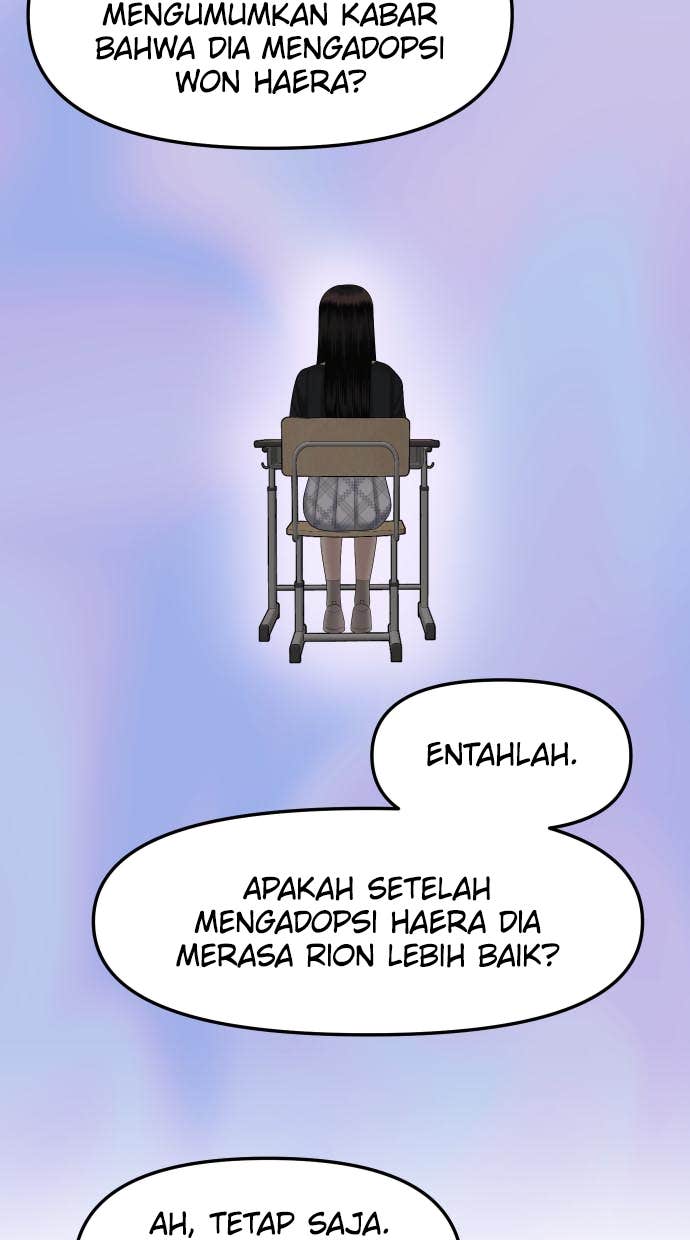 MENGUMUMKAN KABAR
BAHWA DIA MENGADOPSI
WON HAERA?
ENTAHLAH.
APAKAH SETELAH
MENGADOPSI HAERA DIA
MERASA RION LEBIH BAIK?
AH, TETAP SAJA.